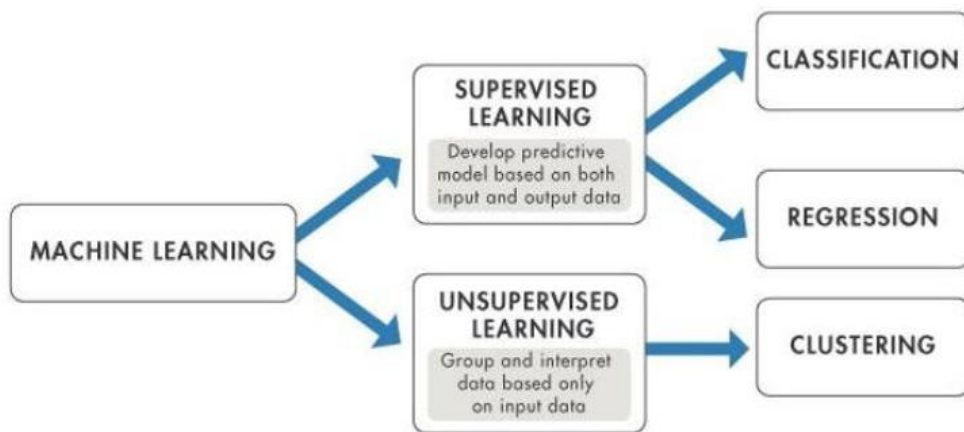 MACHINE LEARNING
SUPERVISED
LEARNING
Develop predictive
model based on both
input and output data
UNSUPERVISED
LEARNING
Group and interpret
data based only
on input data
CLASSIFICATION
REGRESSION
CLUSTERING